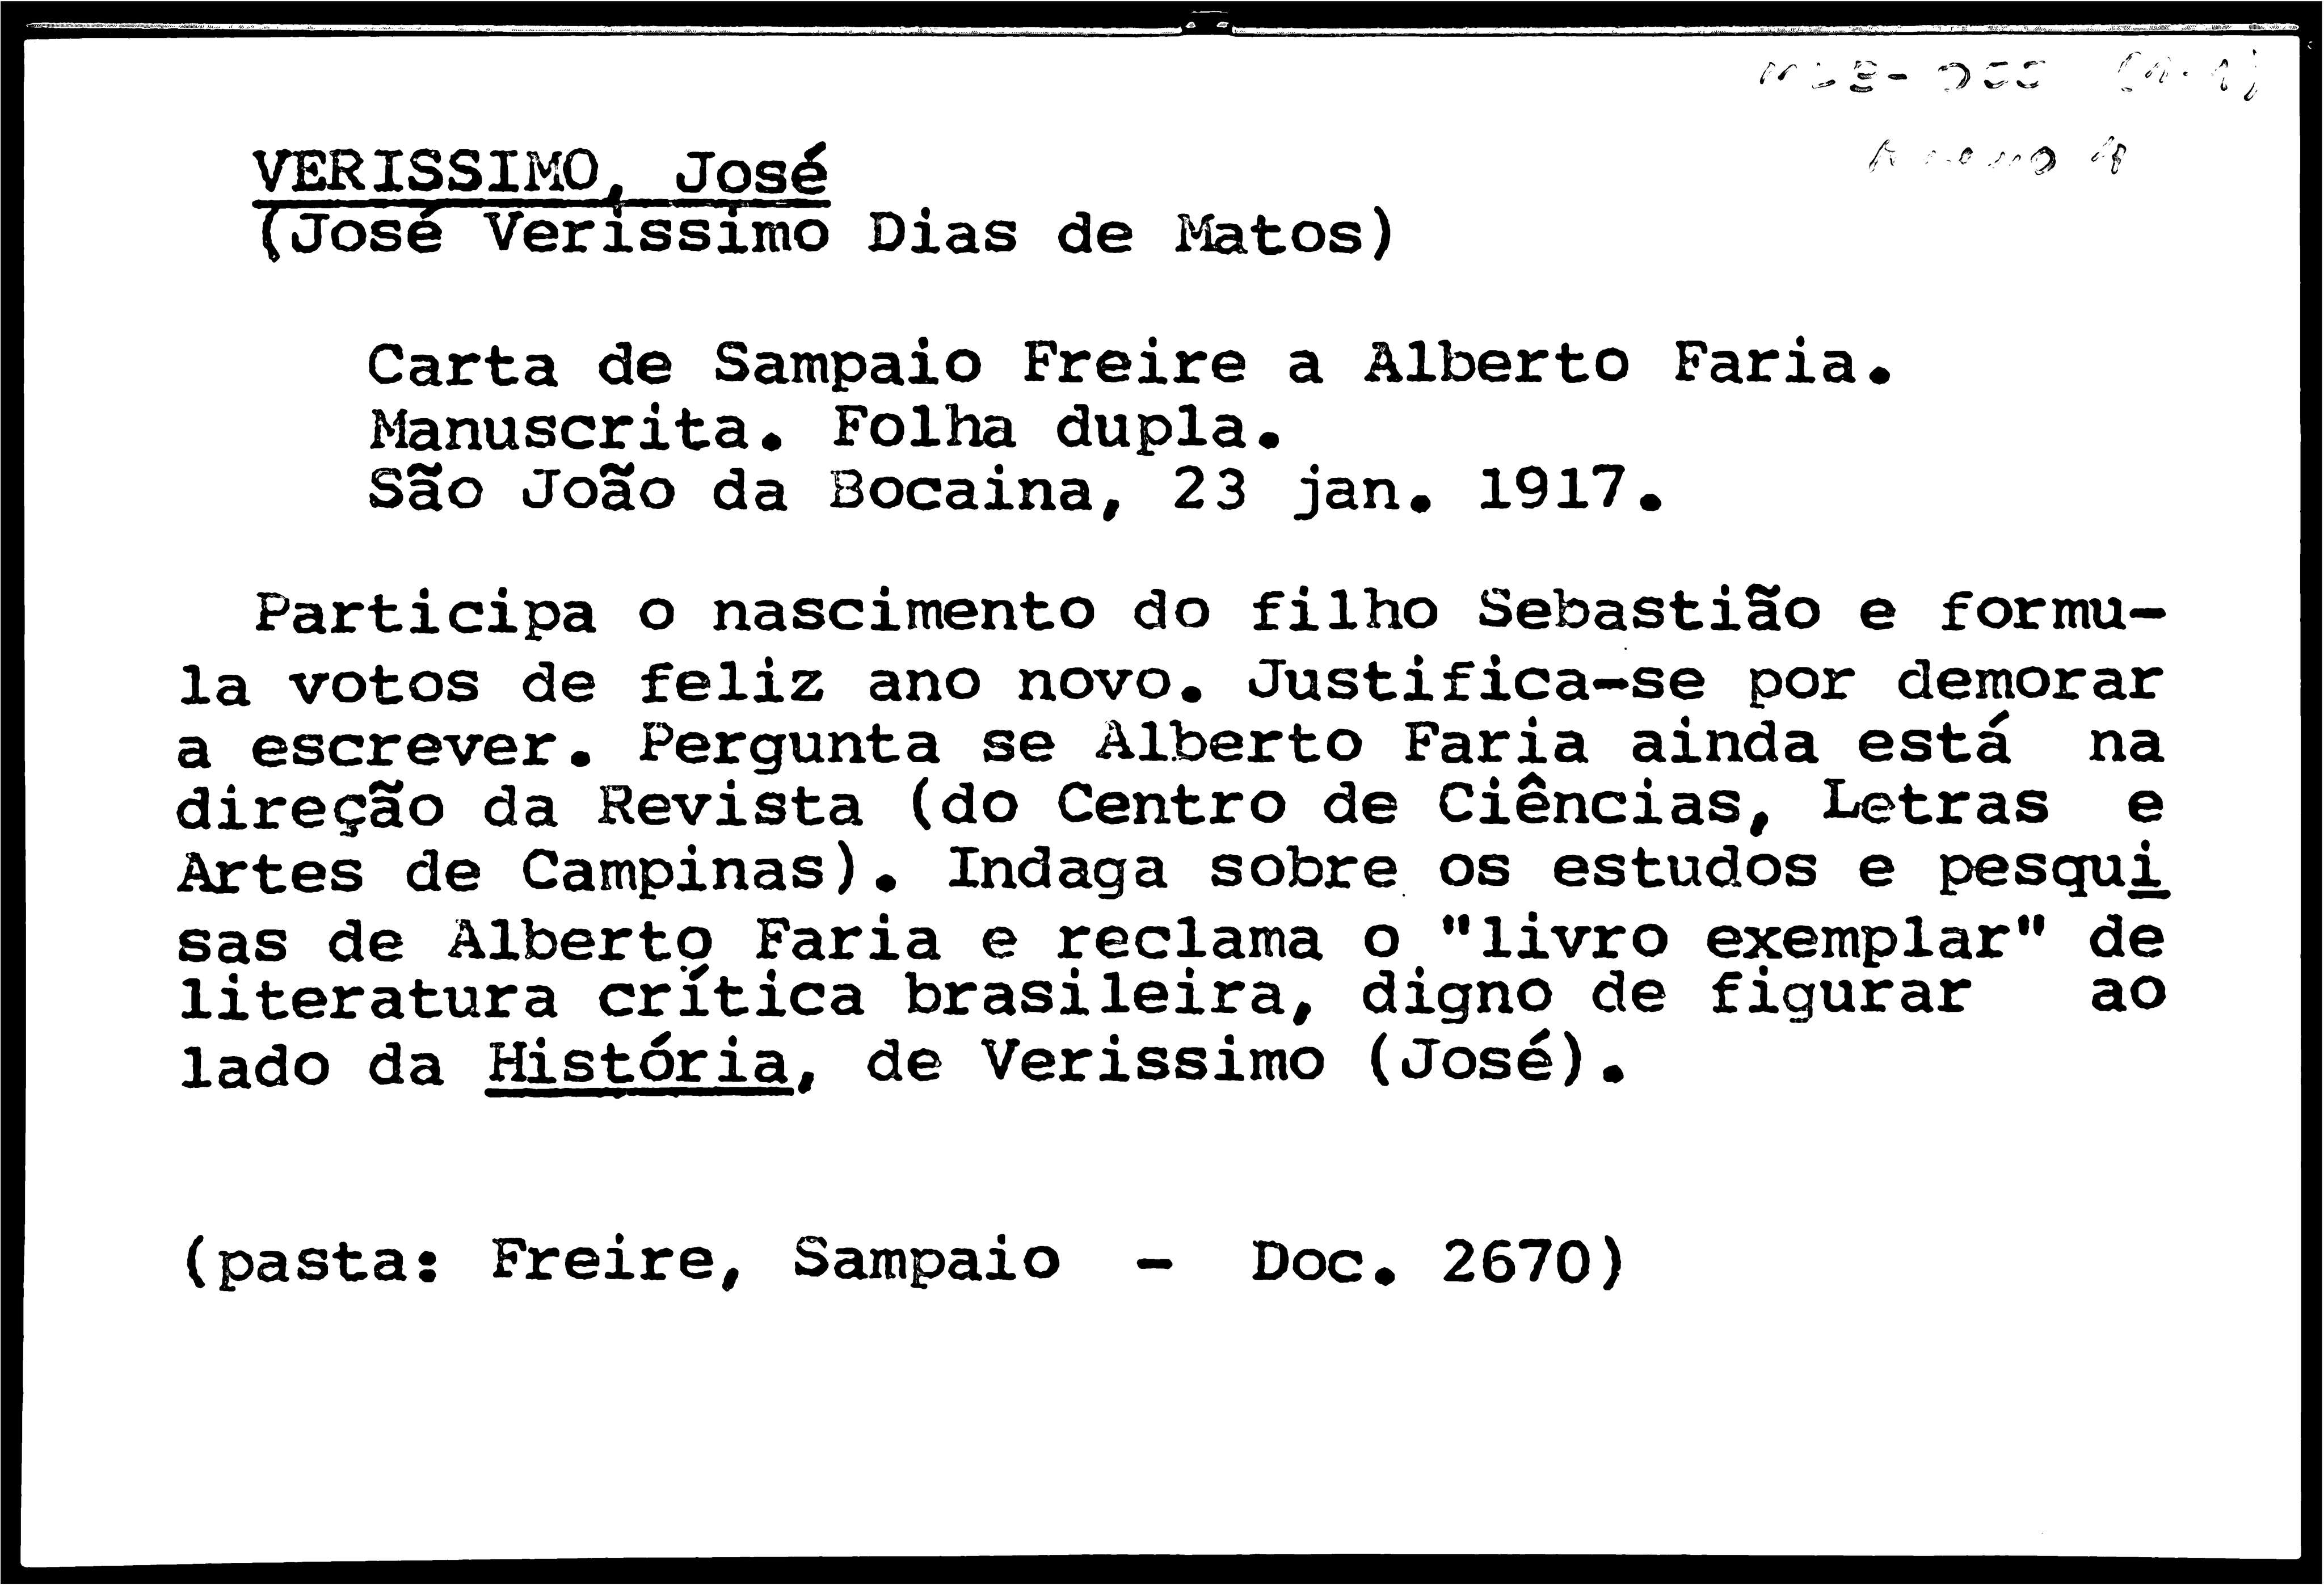 VERISSIMO, José
(José Verissimo Dias de Matos)
Carta de Sampaio Freire a Alberto Faria.
Manuscrita. Folha dupla.
São João da Bocaina, 23 jan. 1917.
Participa o nascimento do filho Sebastião e formu-
la votos de feliz ano novo. Justifica-se por demorar
a escrever. Pergunta se Alberto Faria ainda está na
direção da Revista (do Centro de Ciências, Letras e
Artes de Campinas). Indaga sobre os estudos e pesqui
sas de Alberto Faria e reclama o "livro exemplar" de
literatura crítica brasileira, digno de figurar ao
lado da História, de Verissimo (José).
(pasta: Freire, Sampaio - Doc. 2670)